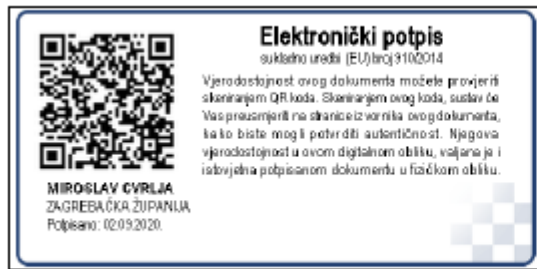 Elektronički potpis
sukladno uredbi (EU) broj 910/2014
Vjerodostojnost ovog dokumenta možete provjeriti
skeniranjem QR koda. Skeniranjem ovog koda, sustav će
Vas preusmjeriti na stranice izvornika ovog dokumenta,
kako biste mogli potvrditi autentičnost. Njegova
vjerodostojnost u ovom digitalnom obliku, valjana je i
istovjetna potpisanom dokumentu u fizičkom obliku.
MIROSLAV CVRLJA
ZAGREBAČKA ŽUPANIJA
Potpisano: 02.09.2020.